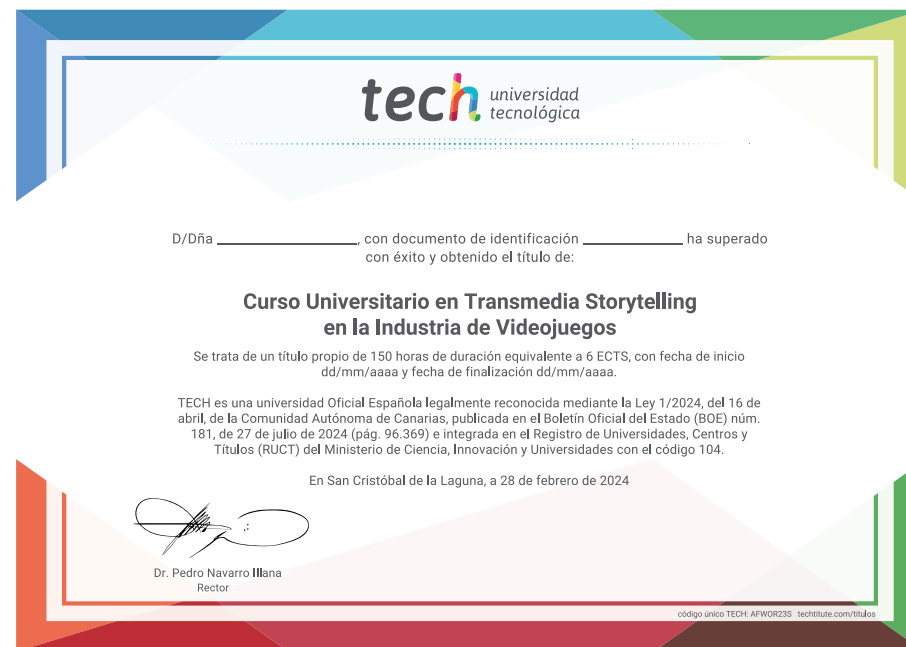 tech universidad
tecnológica
D/Dña ____________________, con documento de identificación ______________ ha superado
con éxito y obtenido el título de:
Curso Universitario en Transmedia Storytelling
en la Industria de Videojuegos
Se trata de un título propio de 150 horas de duración equivalente a 6 ECTS, con fecha de inicio
dd/mm/aaaa y fecha de finalización dd/mm/aaaa.
TECH es una universidad Oficial Española legalmente reconocida mediante la Ley 1/2024, del 16 de
abril, de la Comunidad Autónoma de Canarias, publicada en el Boletín Oficial del Estado (BOE) núm.
181, de 27 de julio de 2024 (pág. 96.369) e integrada en el Registro de Universidades, Centros y
Títulos (RUCT) del Ministerio de Ciencia, Innovación y Universidades con el código 104.
En San Cristóbal de la Laguna, a 28 de febrero de 2024
Dr. Pedro Navarro Illana
Rector
código único TECH: AFWOR23S techtitute.com/titulos